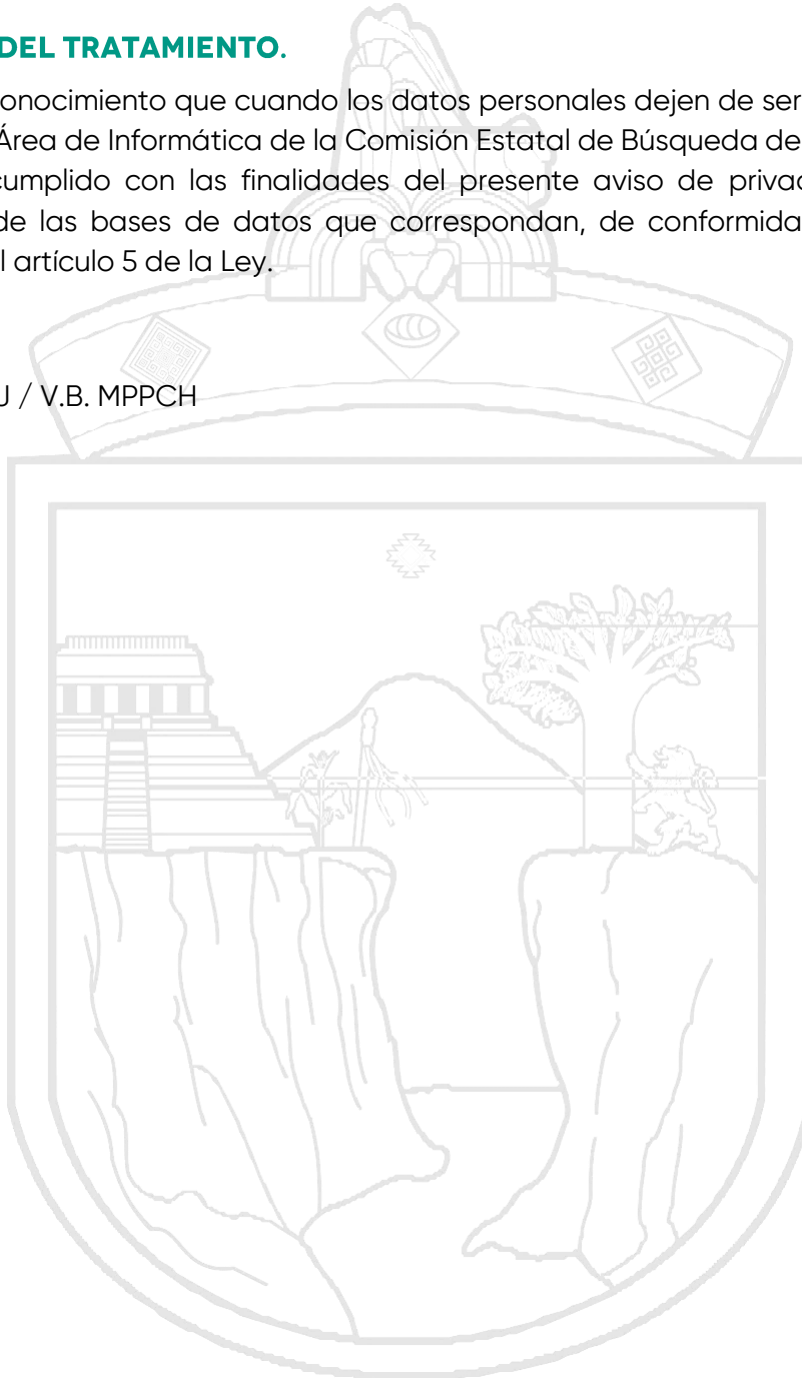 DEL TRATAMIENTO.
onocimiento que cuando los datos personales dejen de ser
Área de Informática de la Comisión Estatal de Búsqueda de
umplido con las finalidades del presente aviso de priva
de las bases de datos que correspondan, de conformida
l artículo 5 de la Ley.
J / V.B. MPPCH